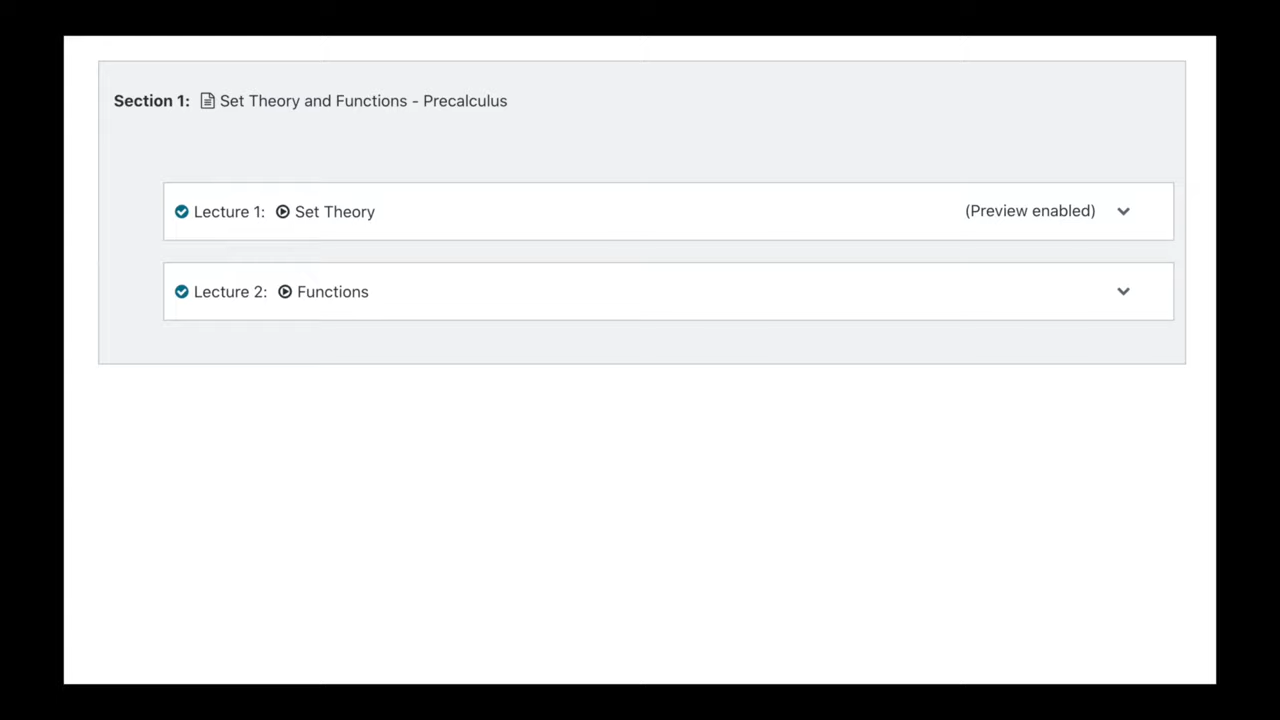 Section 1: Set Theory and Functions - Precalculus
Lecture 1: Set Theory (Preview enabled)
Lecture 2: Functions